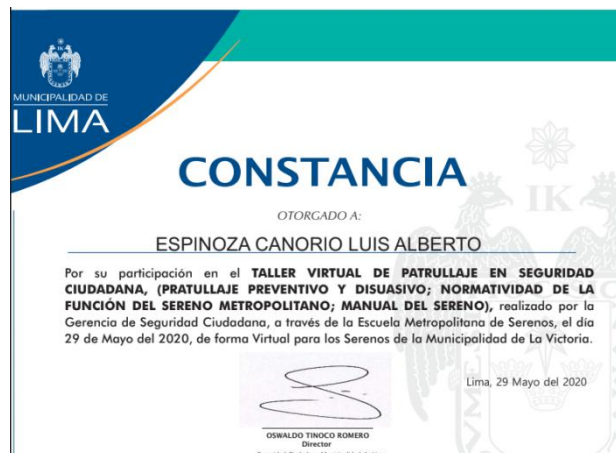 MUNICIPALIDAD DE
LIMA
CONSTANCIA
OTORGADO A:
ESPINOZA CANORIO LUIS ALBERTO
Por su participación en el TALLER VIRTUAL DE PATRULLAJE EN SEGURIDAD
CIUDADANA, (PRATULLAJE PREVENTIVO Y DISUASIVO; NORMATIVIDAD DE LA
FUNCIÓN DEL SERENO METROPOLITANO; MANUAL DEL SERENO), realizado por la
Gerencia de Seguridad Ciudadana, a través de la Escuela Metropolitana de Serenos, el día
29 de Mayo del 2020, de forma Virtual para los Serenos de la Municipalidad de La Victoria.
Lima, 29 Mayo del 2020
OSWALDO TINOCO ROMERO
Director
IK